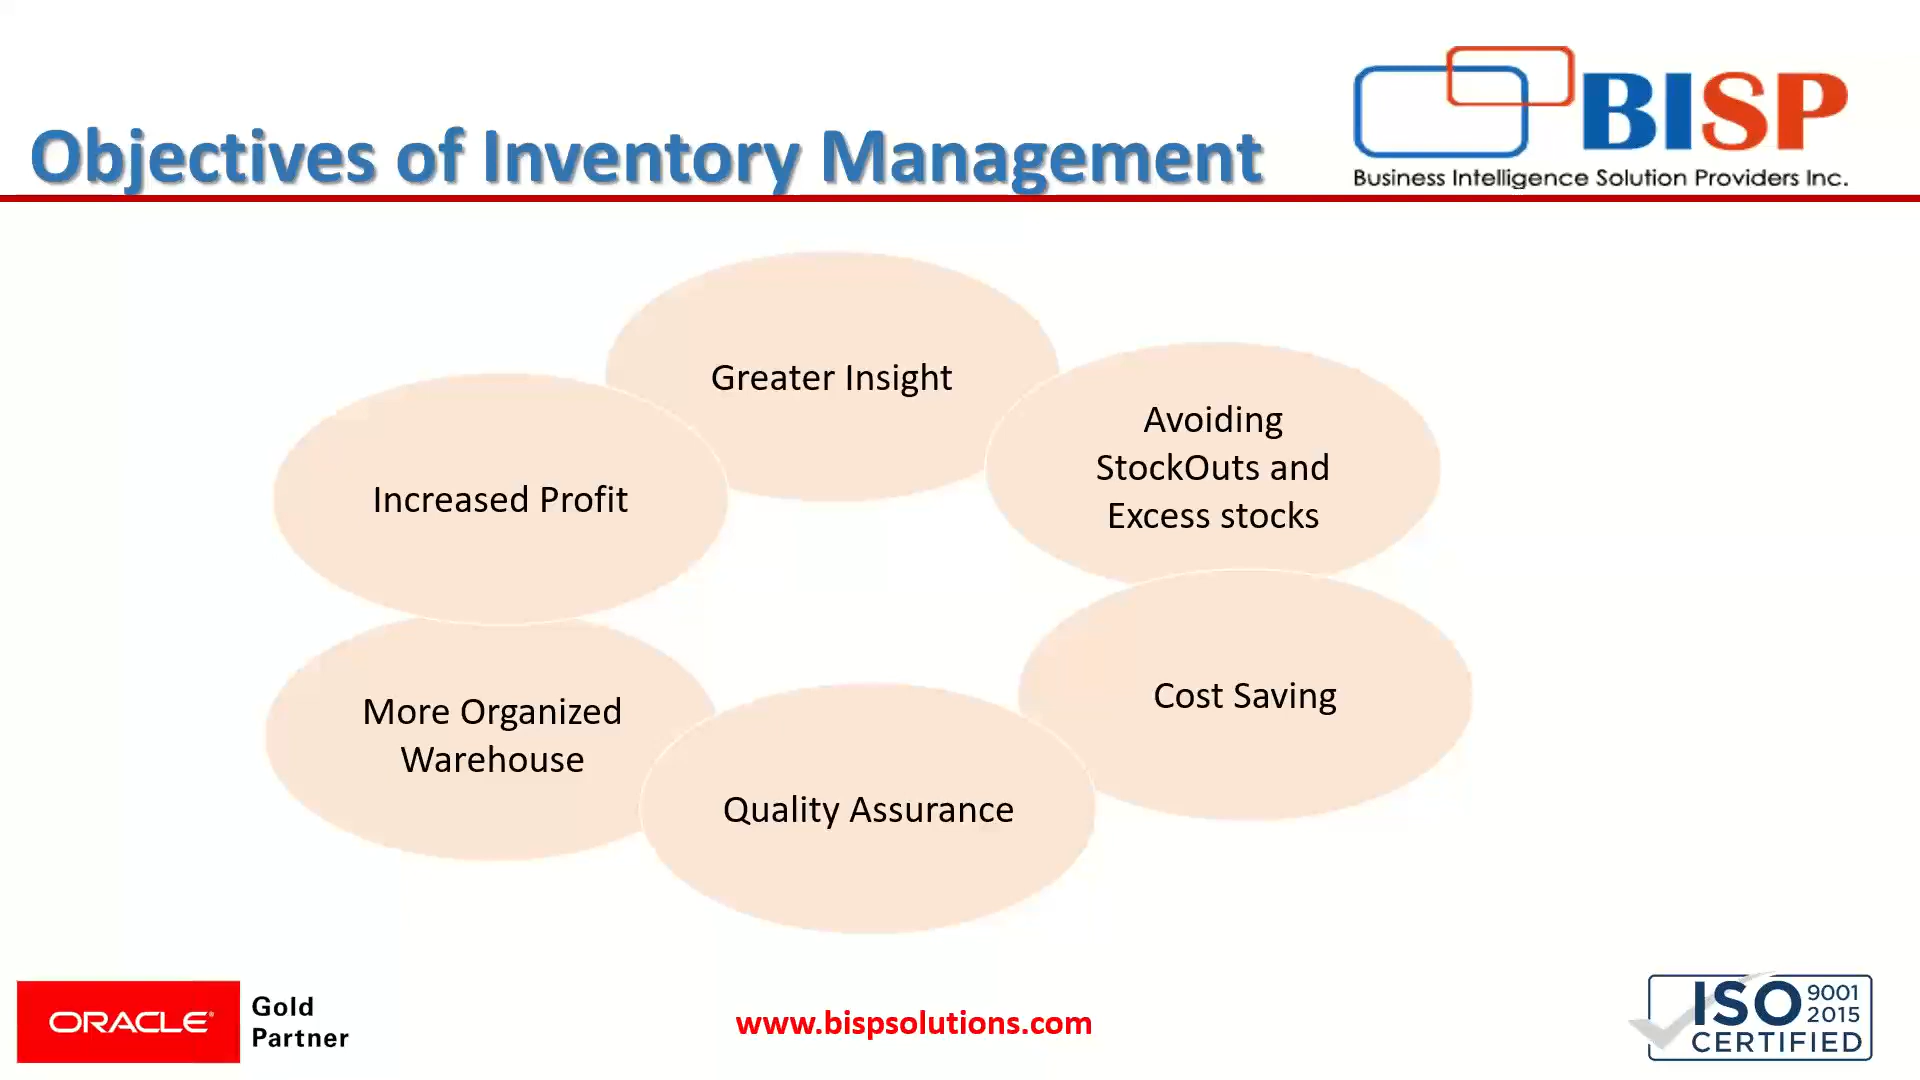 Objectives of Inventory Management
BISP
Business Intelligence Solution Providers Inc.
Greater Insight
Avoiding
StockOuts and
Excess stocks
Increased Profit
Cost Saving
More Organized
Warehouse
Quality Assurance
ORACLE®
Gold
Partner
www.bispsolutions.com
ISO
9001
2015
CERTIFIED